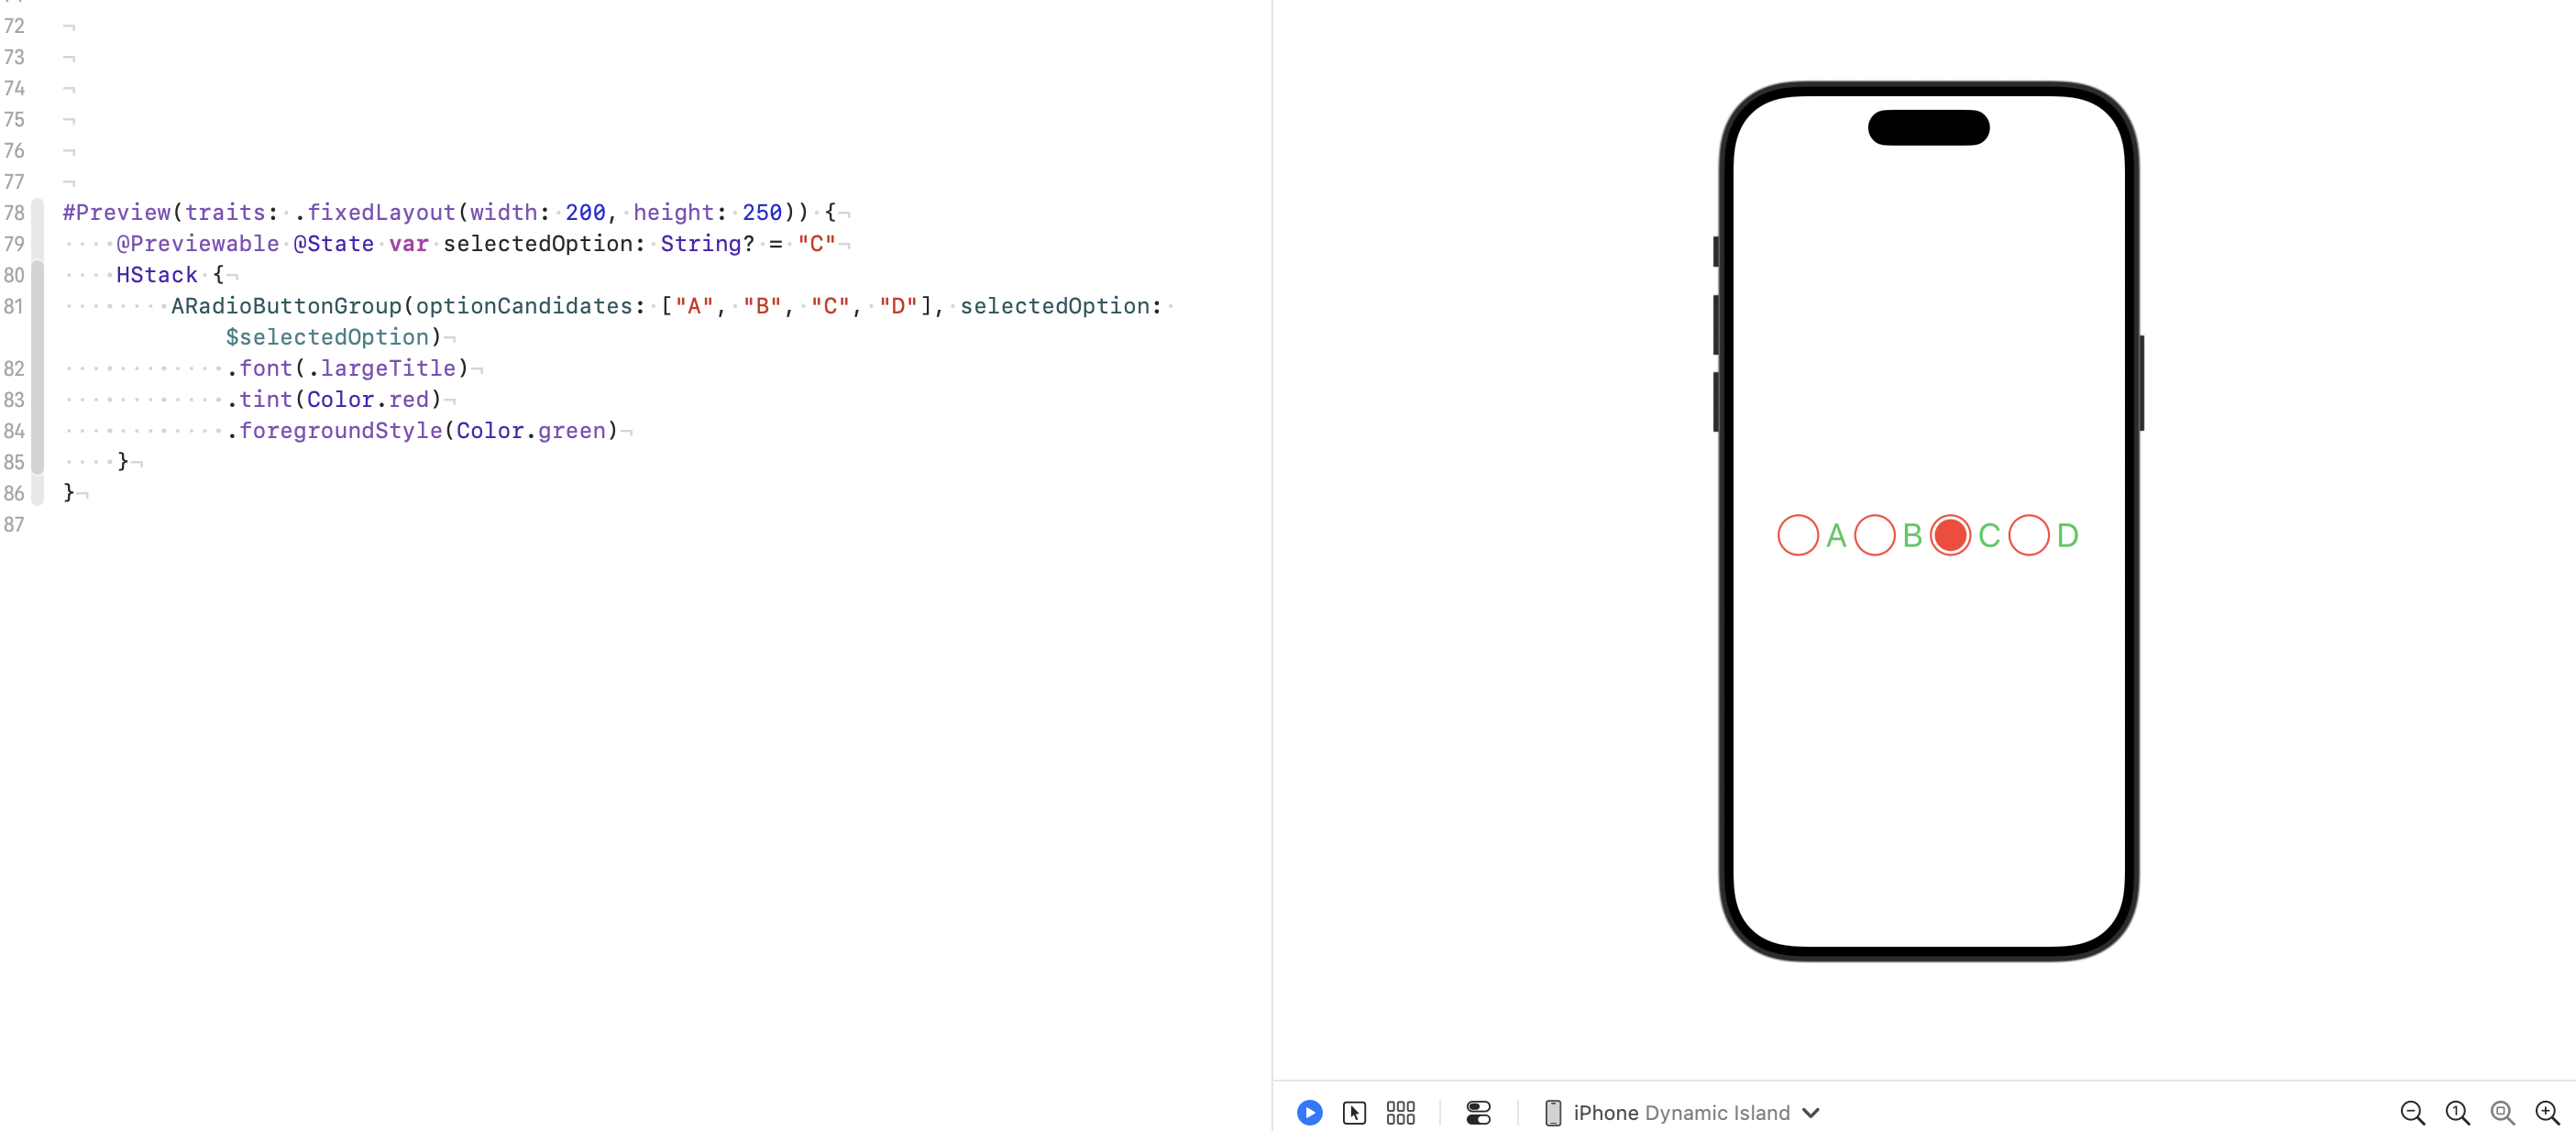 72
73
74
75
76
77
78 #Preview(traits: .fixedLayout(width: 200, height: 250)) {
79 @Previewable @State var selectedOption: String? = "C"
80 HStack {
81 ARadioButtonGroup(optionCandidates: ["A", "B", "C", "D"], selectedOption:
$selectedOption)
82 .font(.largeTitle)
83 .tint(Color.red)
84 .foregroundStyle(Color.green)
85 }
86 }
87
A B C D
iPhone Dynamic Island